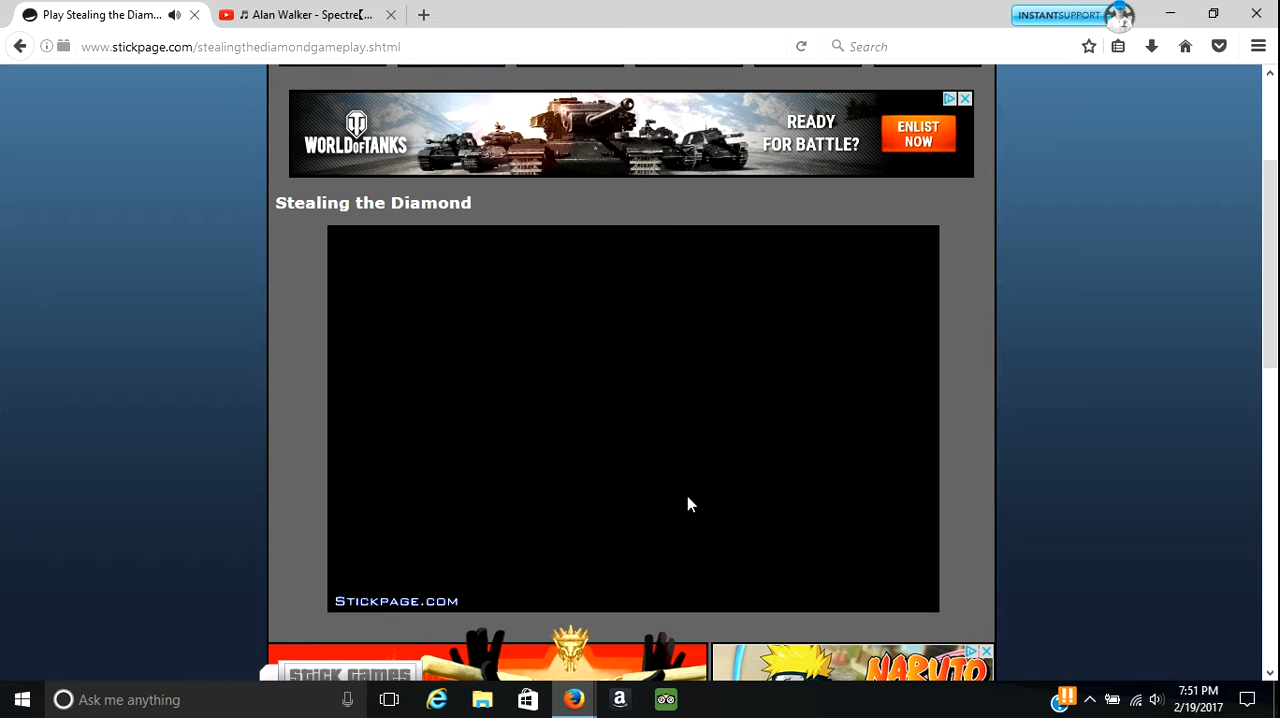 Play Stealing the Diam...
♫ Alan Walker - Spectre【...
INSTANTSUPPORT
www.stickpage.com/stealingthediamondgameplay.shtml
Search
WORLD OF TANKS
READY
FOR BATTLE?
ENLIST
NOW
Stealing the Diamond
STICKPAGE.COM
STICK GAMES
NARUTO
Ask me anything
7:51 PM
2/19/2017